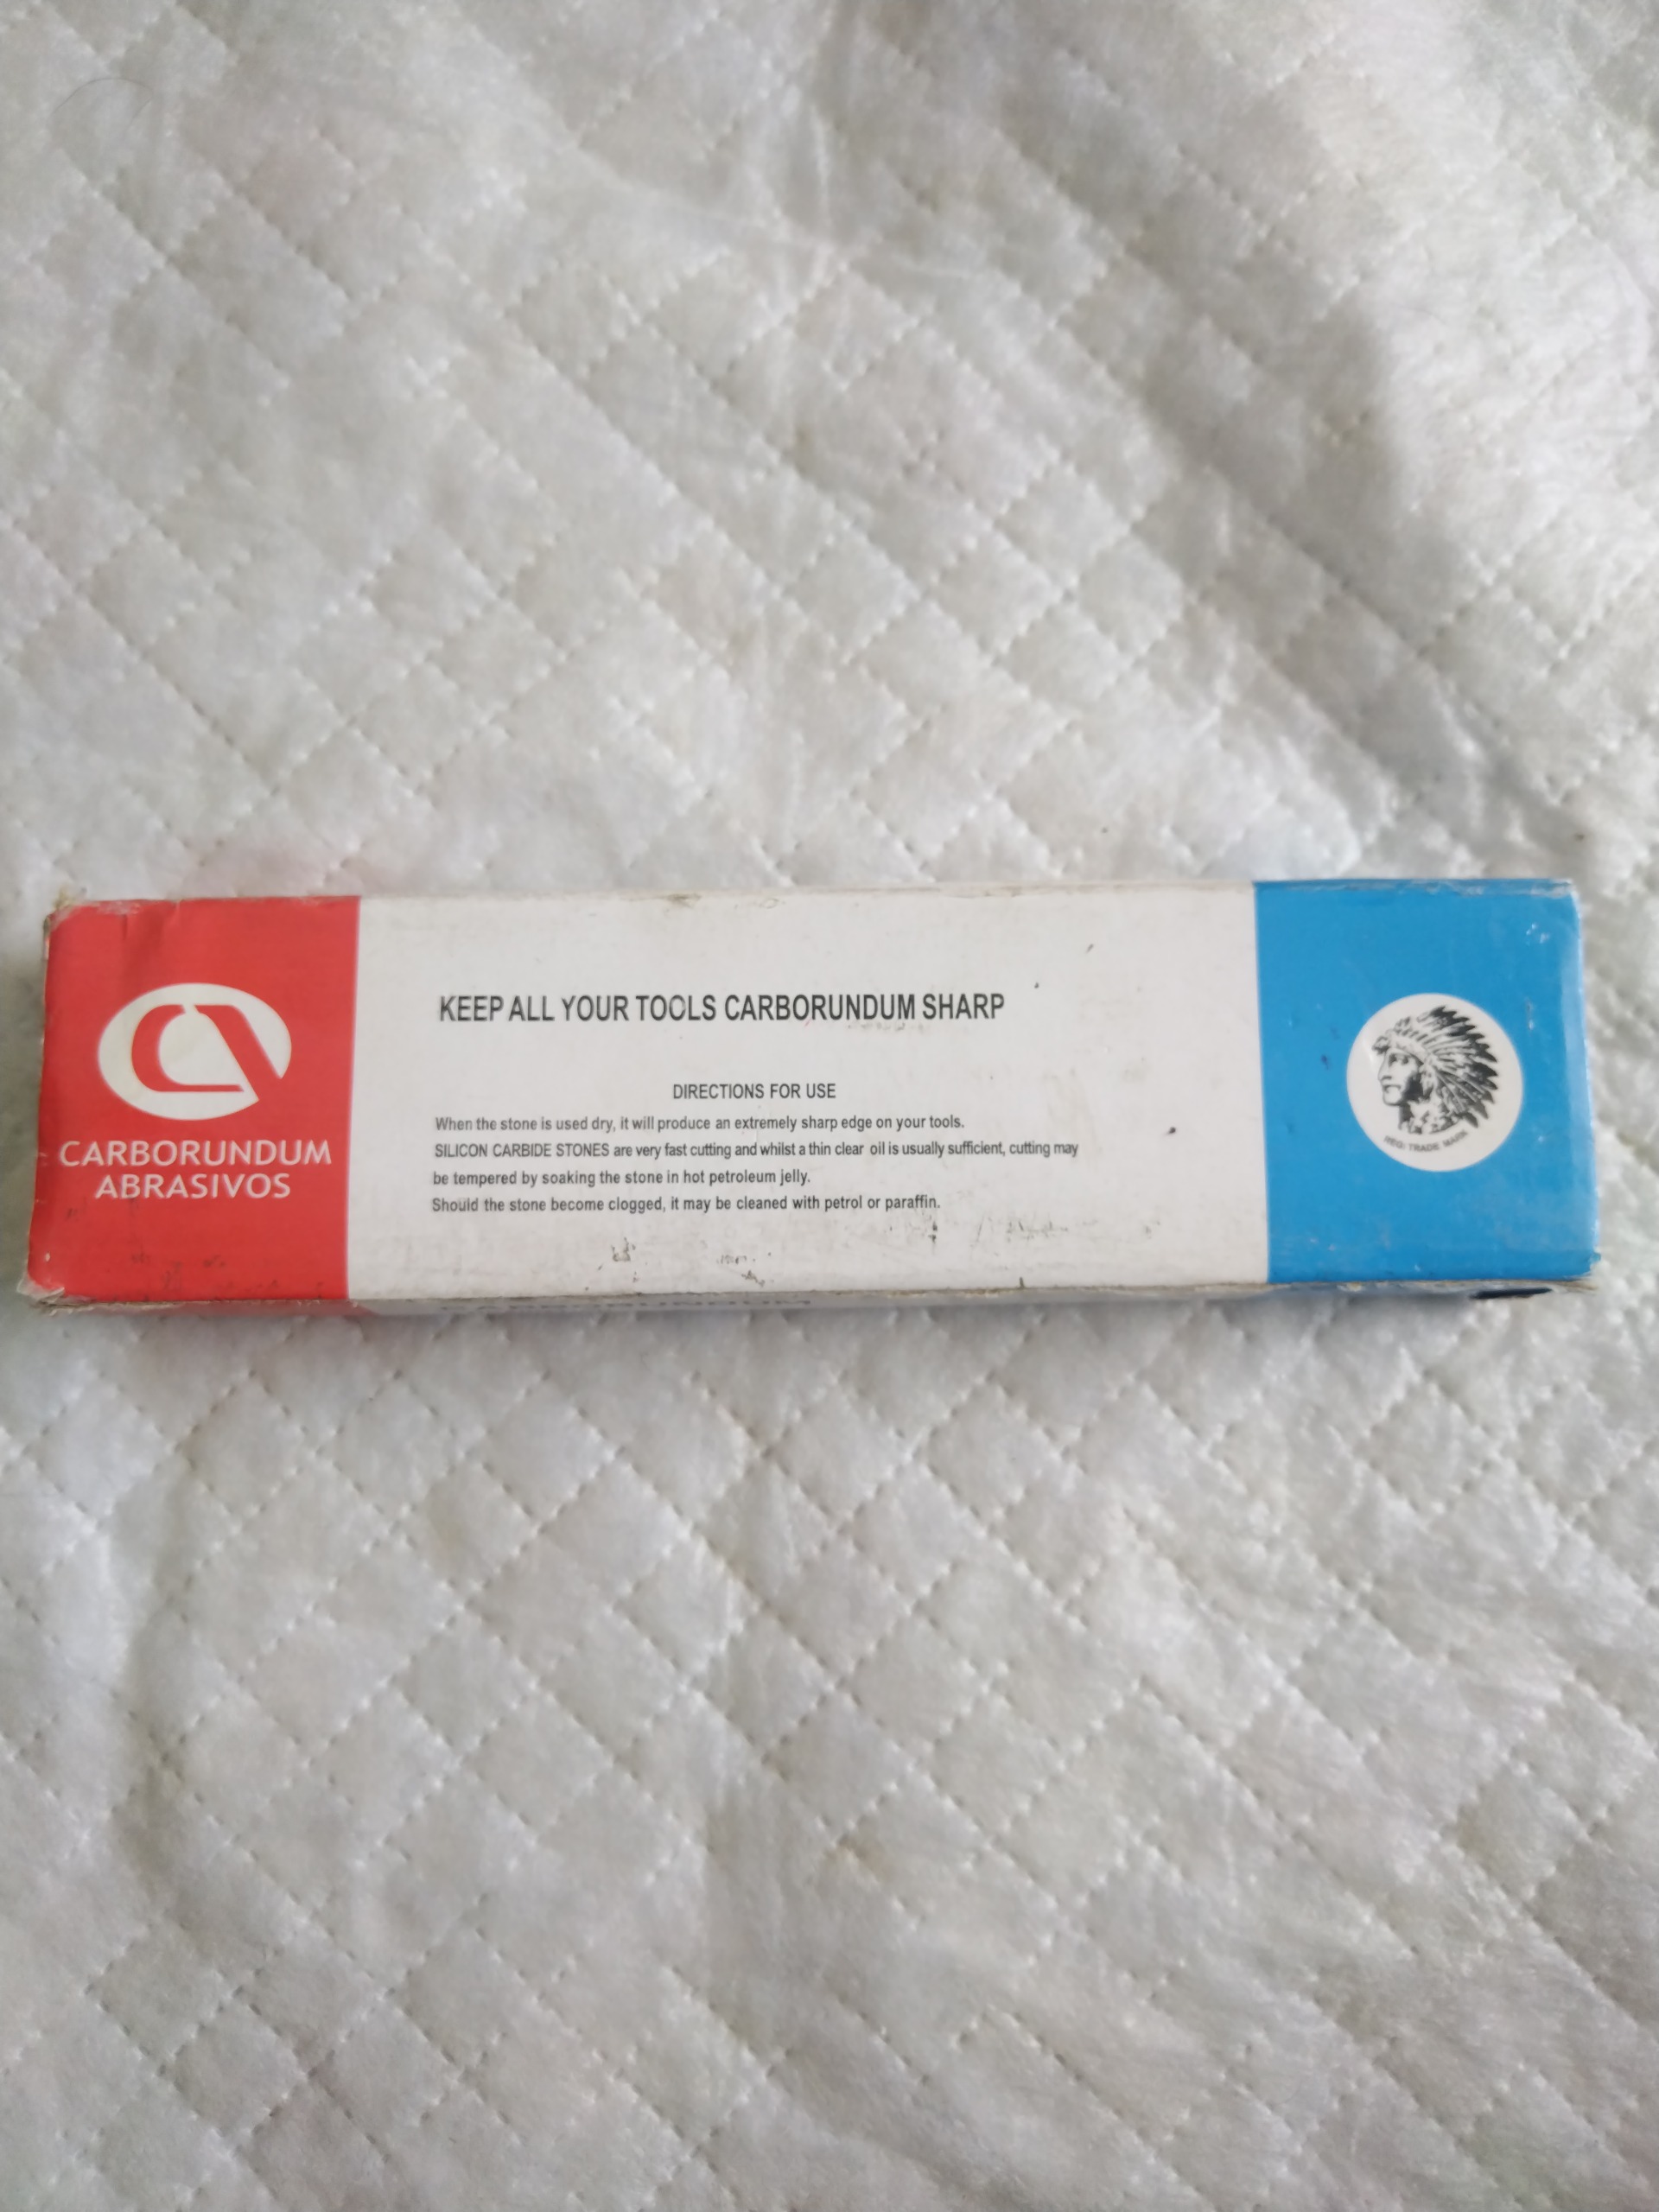 CARBORUNDUM
ABRASIVOS
KEEP ALL YOUR TOOLS CARBORUNDUM SHARP
DIRECTIONS FOR USE
When the stone is used dry, it will produce an extremely sharp edge on your tools.
SILICON CARBIDE STONES are very fast cutting and whilst a thin clear oil is usually sufficient, cutting may
be tempered by soaking the stone in hot petroleum jelly.
Should the stone become clogged, it may be cleaned with petrol or paraffin.
REG. TRADE MARK